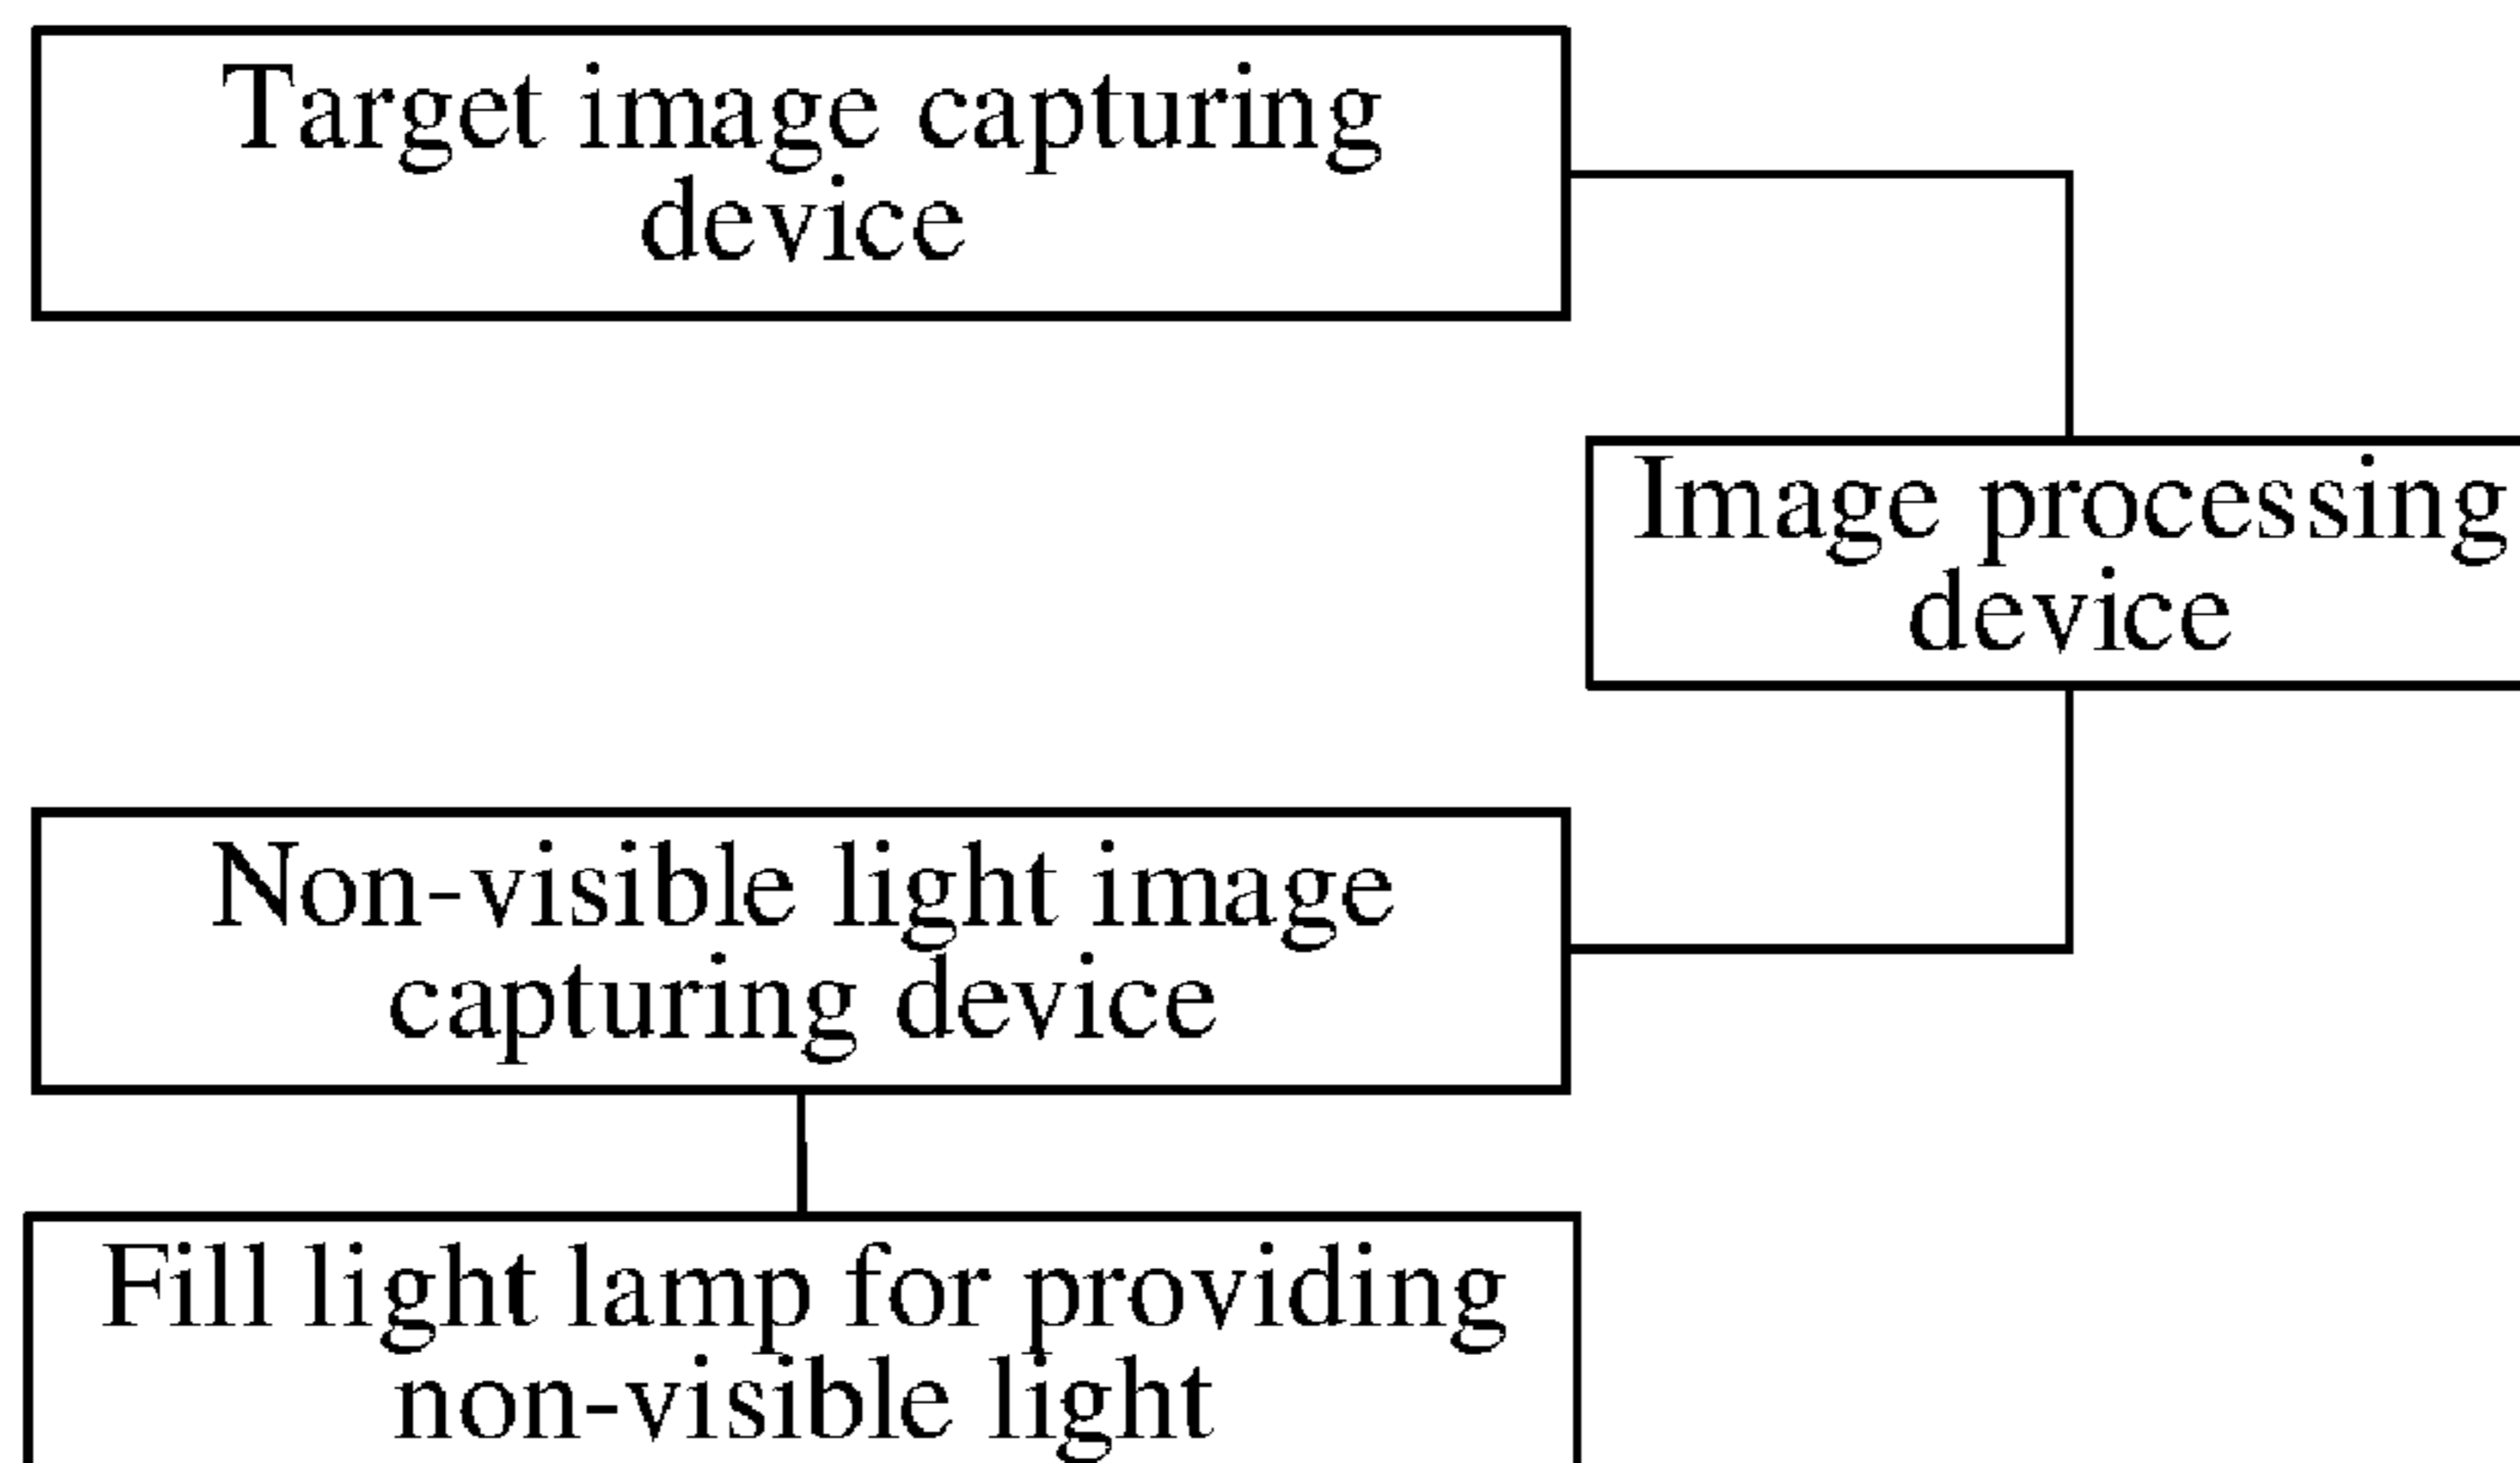 Target image capturing
device
Image processing
device
Non-visible light image
capturing device
Fill light lamp for providing
non-visible light